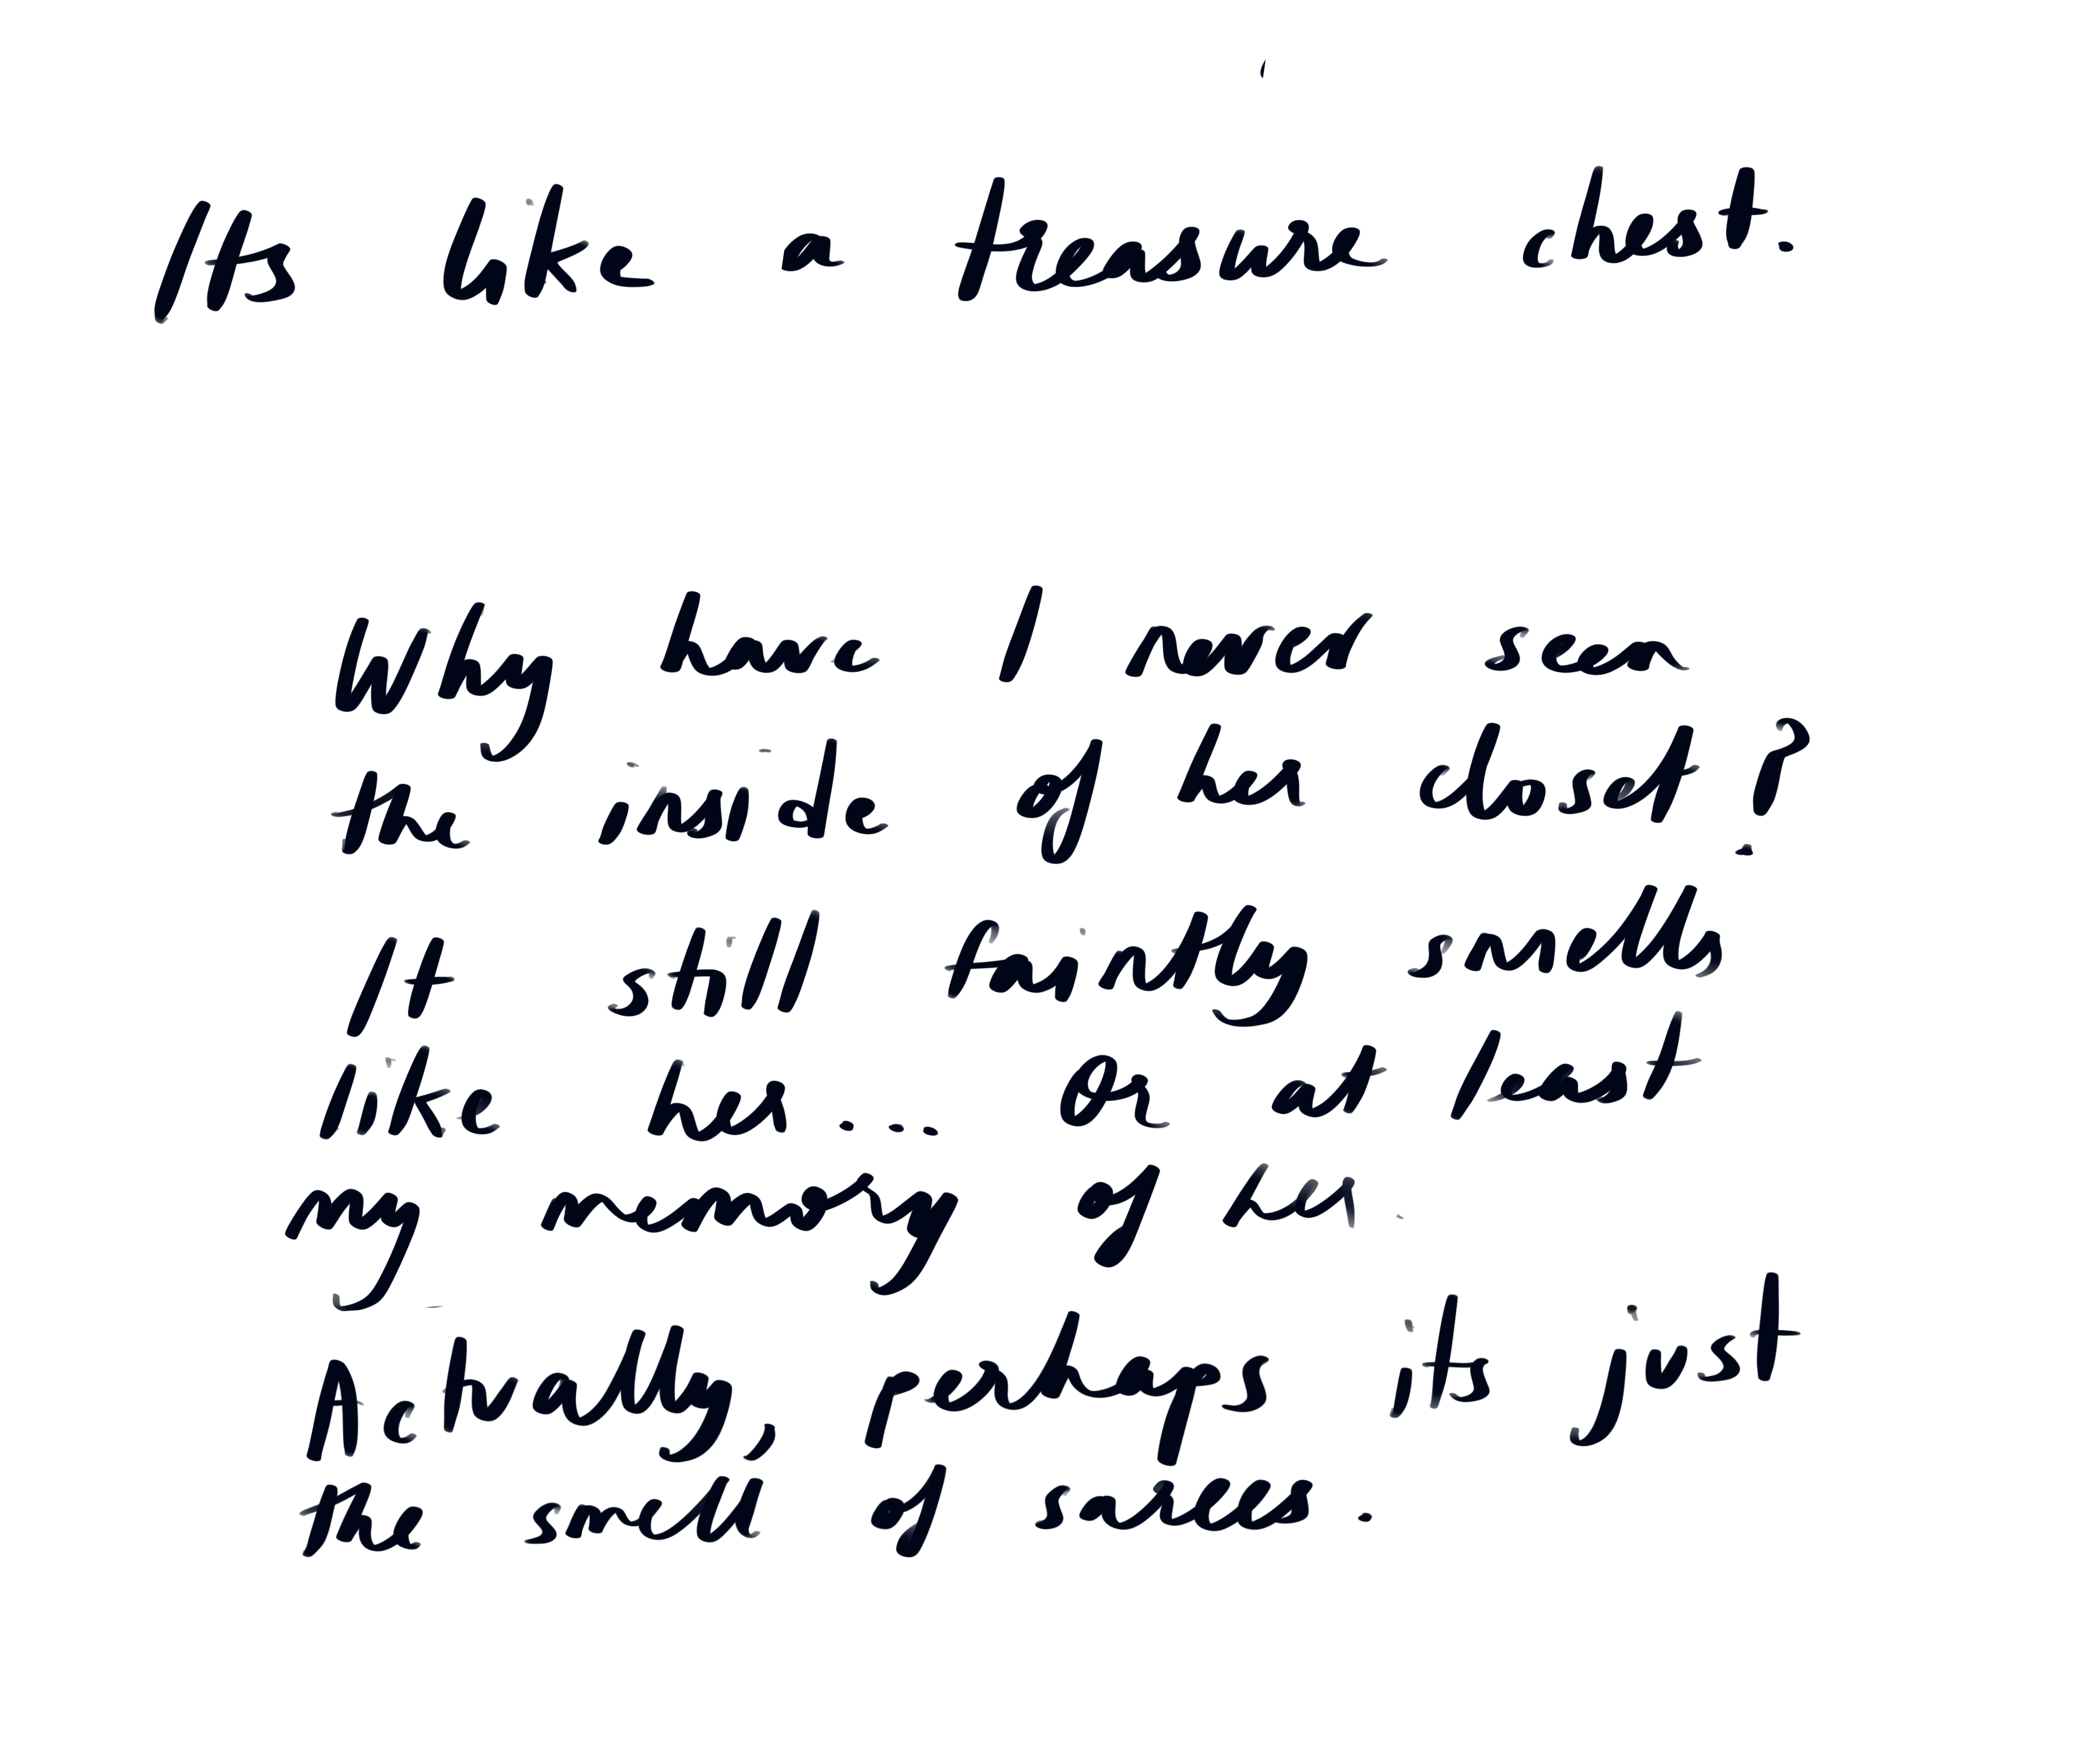 Its like a treasure chest.
Why have I never seen
the inside of her closet?
It still faintly smells
like her... Or at least
my memory of her.
Actually, perhaps its just
the smell of sarees.